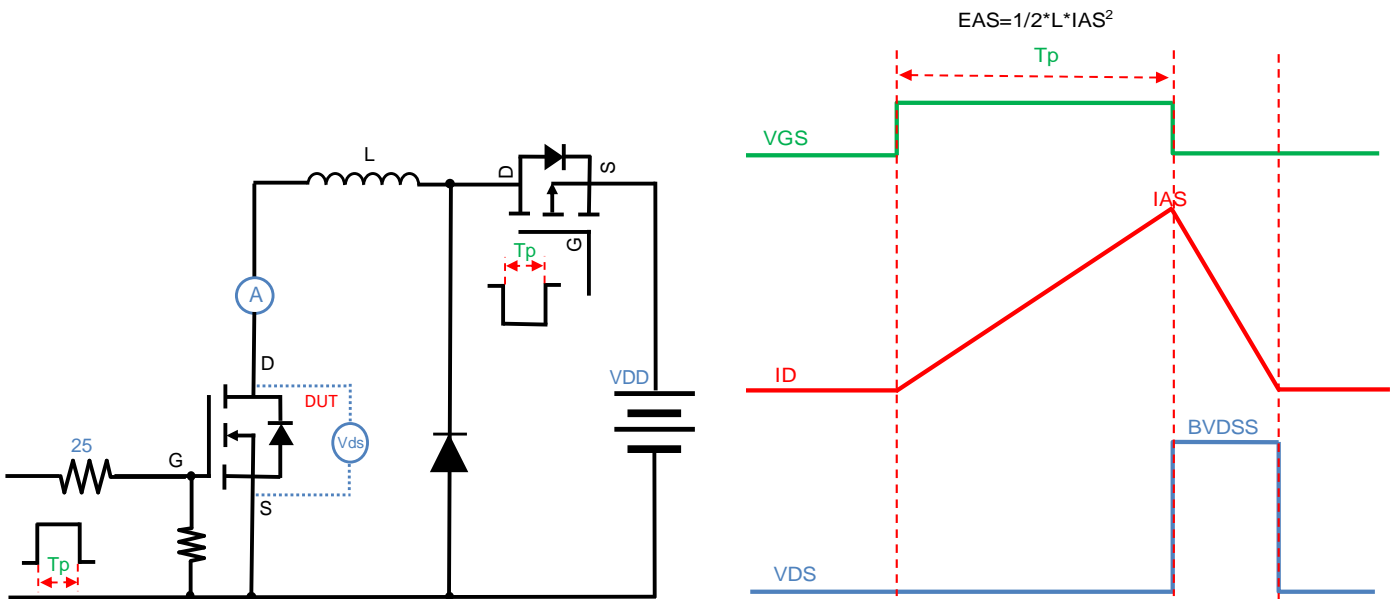 L
D
S
G
Tp
A
D
DUT
Vds
VDD
25
G
S
Tp
EAS=1/2*L*IAS²
Tp
VGS
IAS
ID
BVDSS
VDS